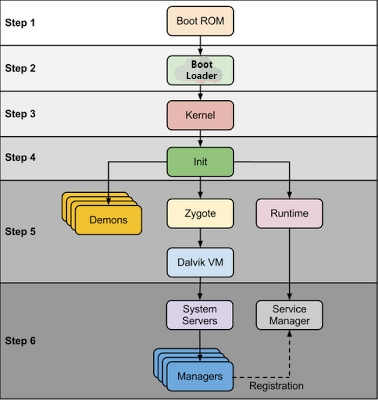 Step 1
Boot ROM
Step 2
Boot
Loader
Step 3
Kernel
Step 4
Init
Step 5
Demons
Zygote
Runtime
Dalvik VM
Step 6
System
Servers
Service
Manager
Managers
Registration